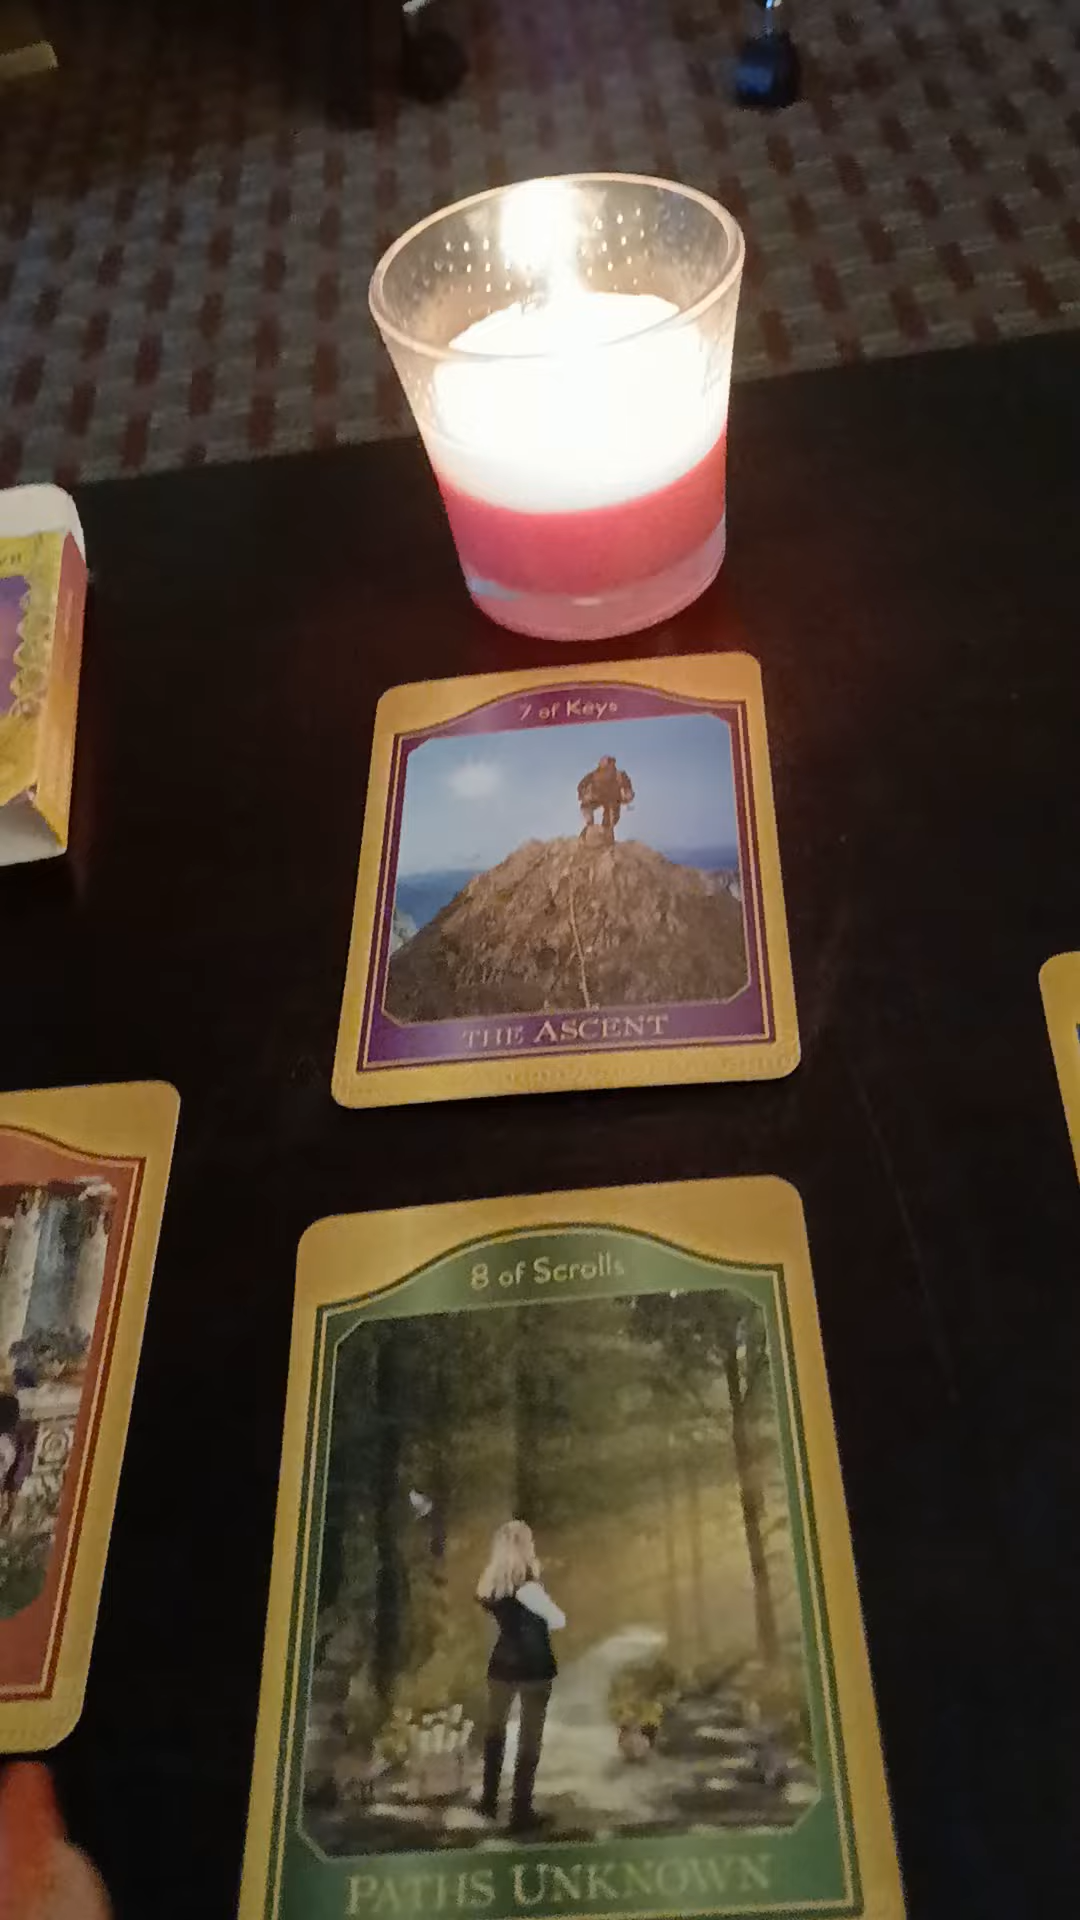 7 of Keys
THE ASCENT
8 of Scrolls
PATHS UNKNOWN